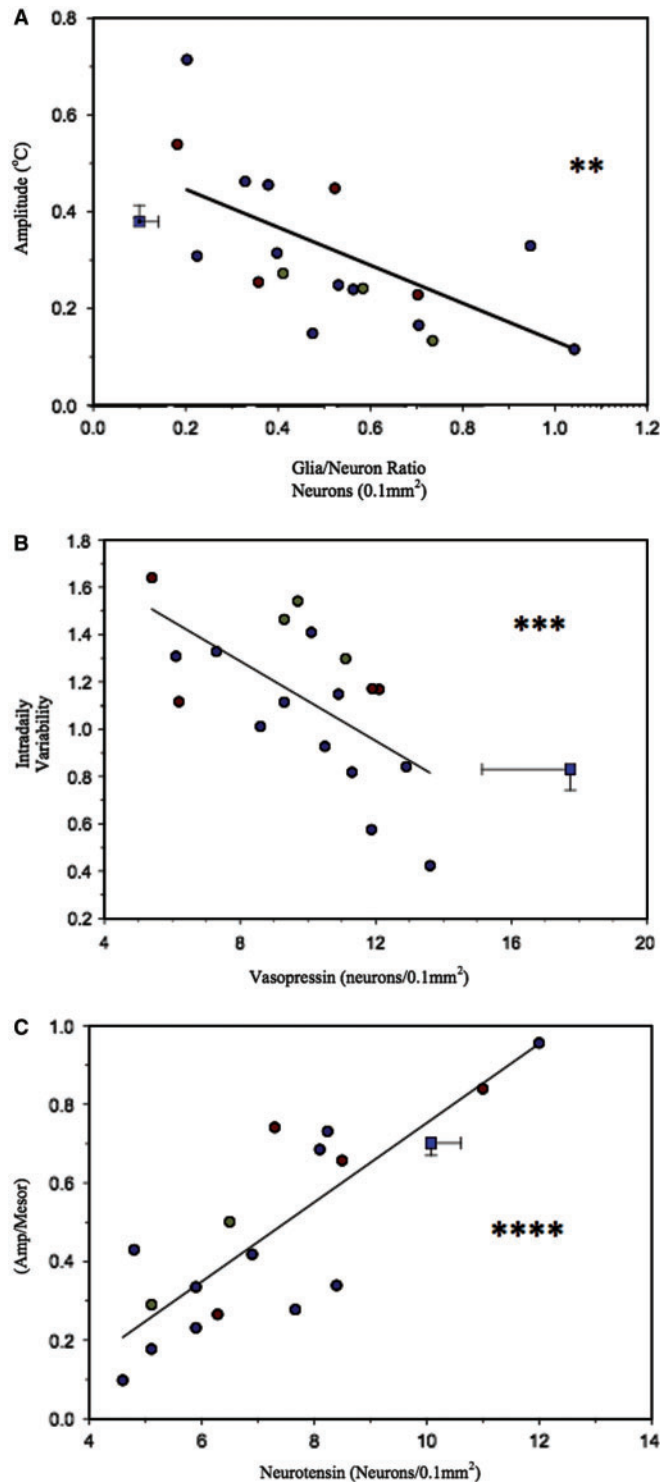 A
0.8
0.6
0.4
0.2
0.0
Amplitude (°C)
**
0.0 0.2 0.4 0.6 0.8 1.0 1.2
Glia/Neuron Ratio
Neurons (0.1mm²)
B
1.8
1.6
1.4
1.2
1.0
0.8
0.6
0.4
0.2
Intradaily
Variability
***
4 8 12 16 20
Vasopressin (neurons/0.1mm²)
C
1.0
0.8
0.6
0.4
0.2
0.0
(Amp/Mesor)
****
4 6 8 10 12 14
Neurotensin (Neurons/0.1mm²)